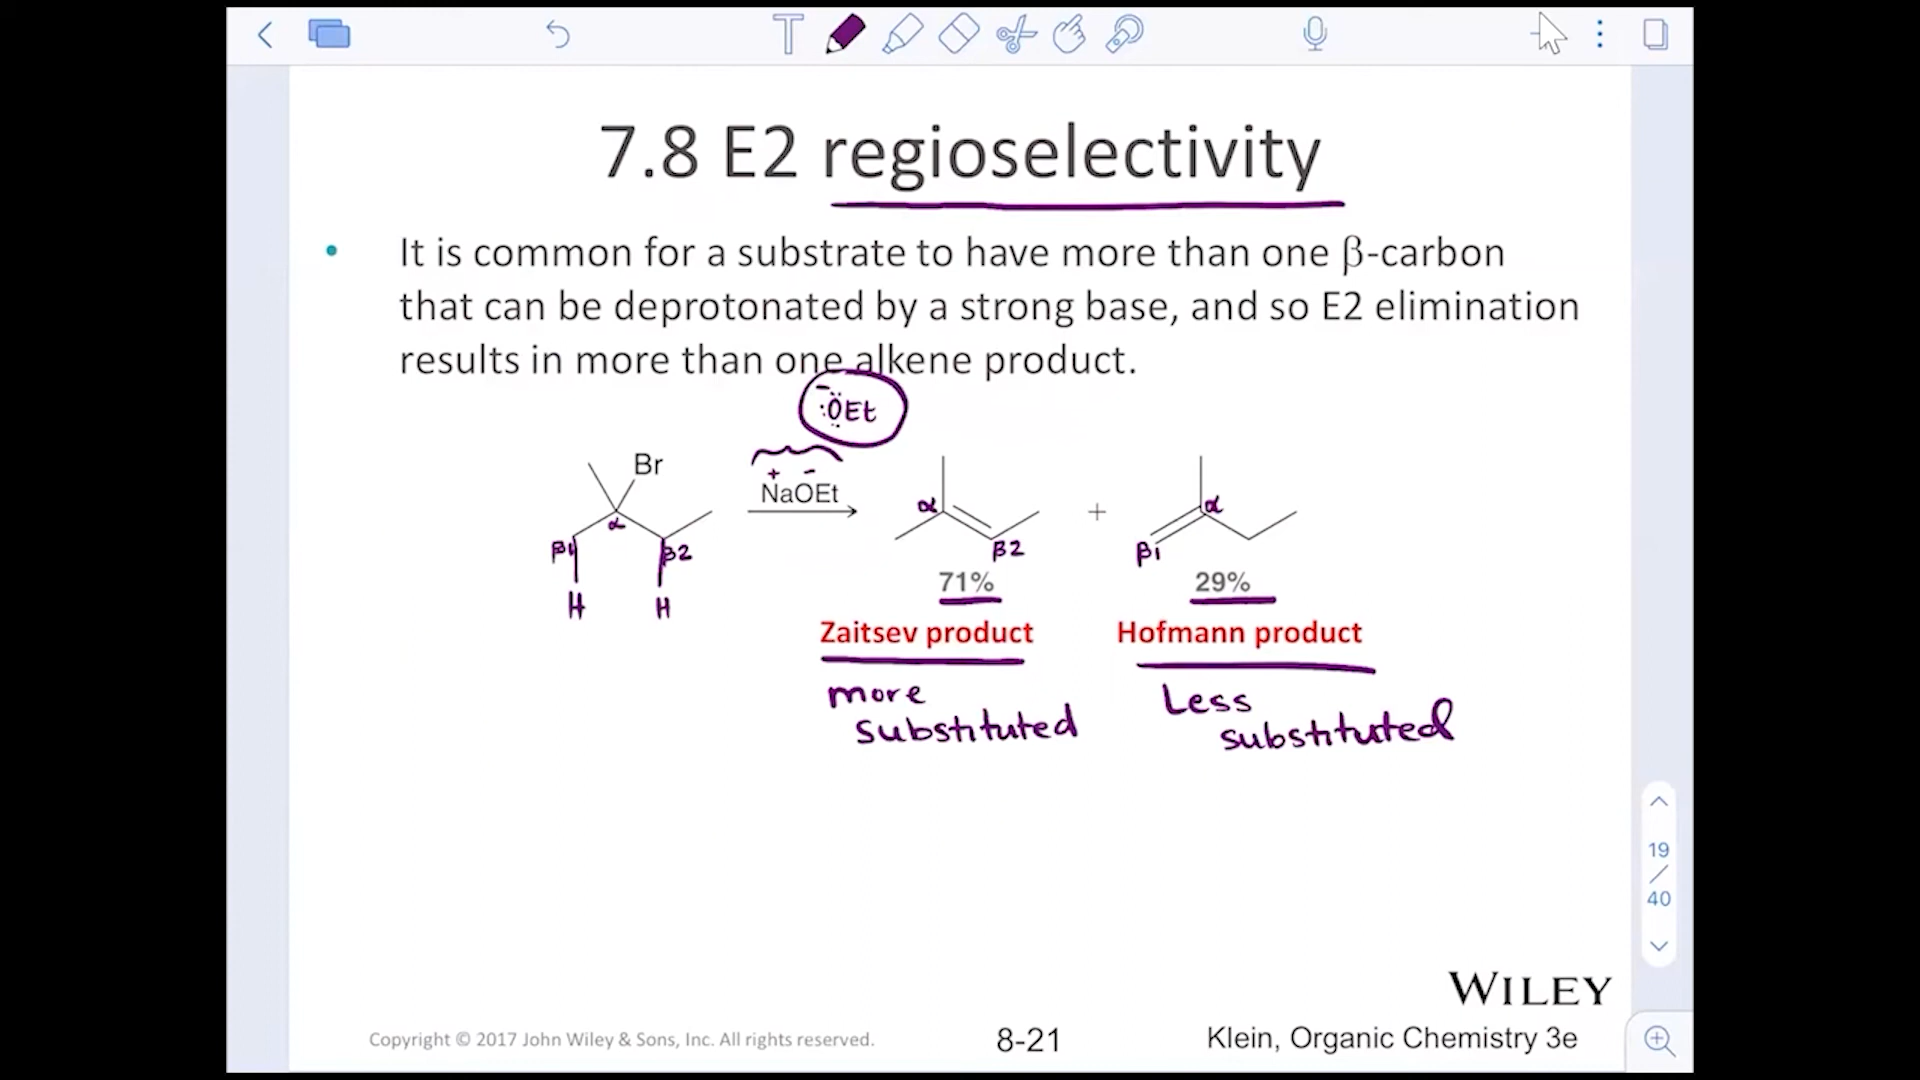 7.8 E2 regioselectivity
• It is common for a substrate to have more than one β-carbon
that can be deprotonated by a strong base, and so E2 elimination
results in more than one alkene product.
:ÖEt
Br
+ -
NaOEt
α
α
+
α
β1
β2
β2
β1
H
H
71%
29%
Zaitsev product
Hofmann product
more
substituted
Less
substituted
19
/
40
WILEY
Copyright © 2017 John Wiley & Sons, Inc. All rights reserved.
8-21
Klein, Organic Chemistry 3e